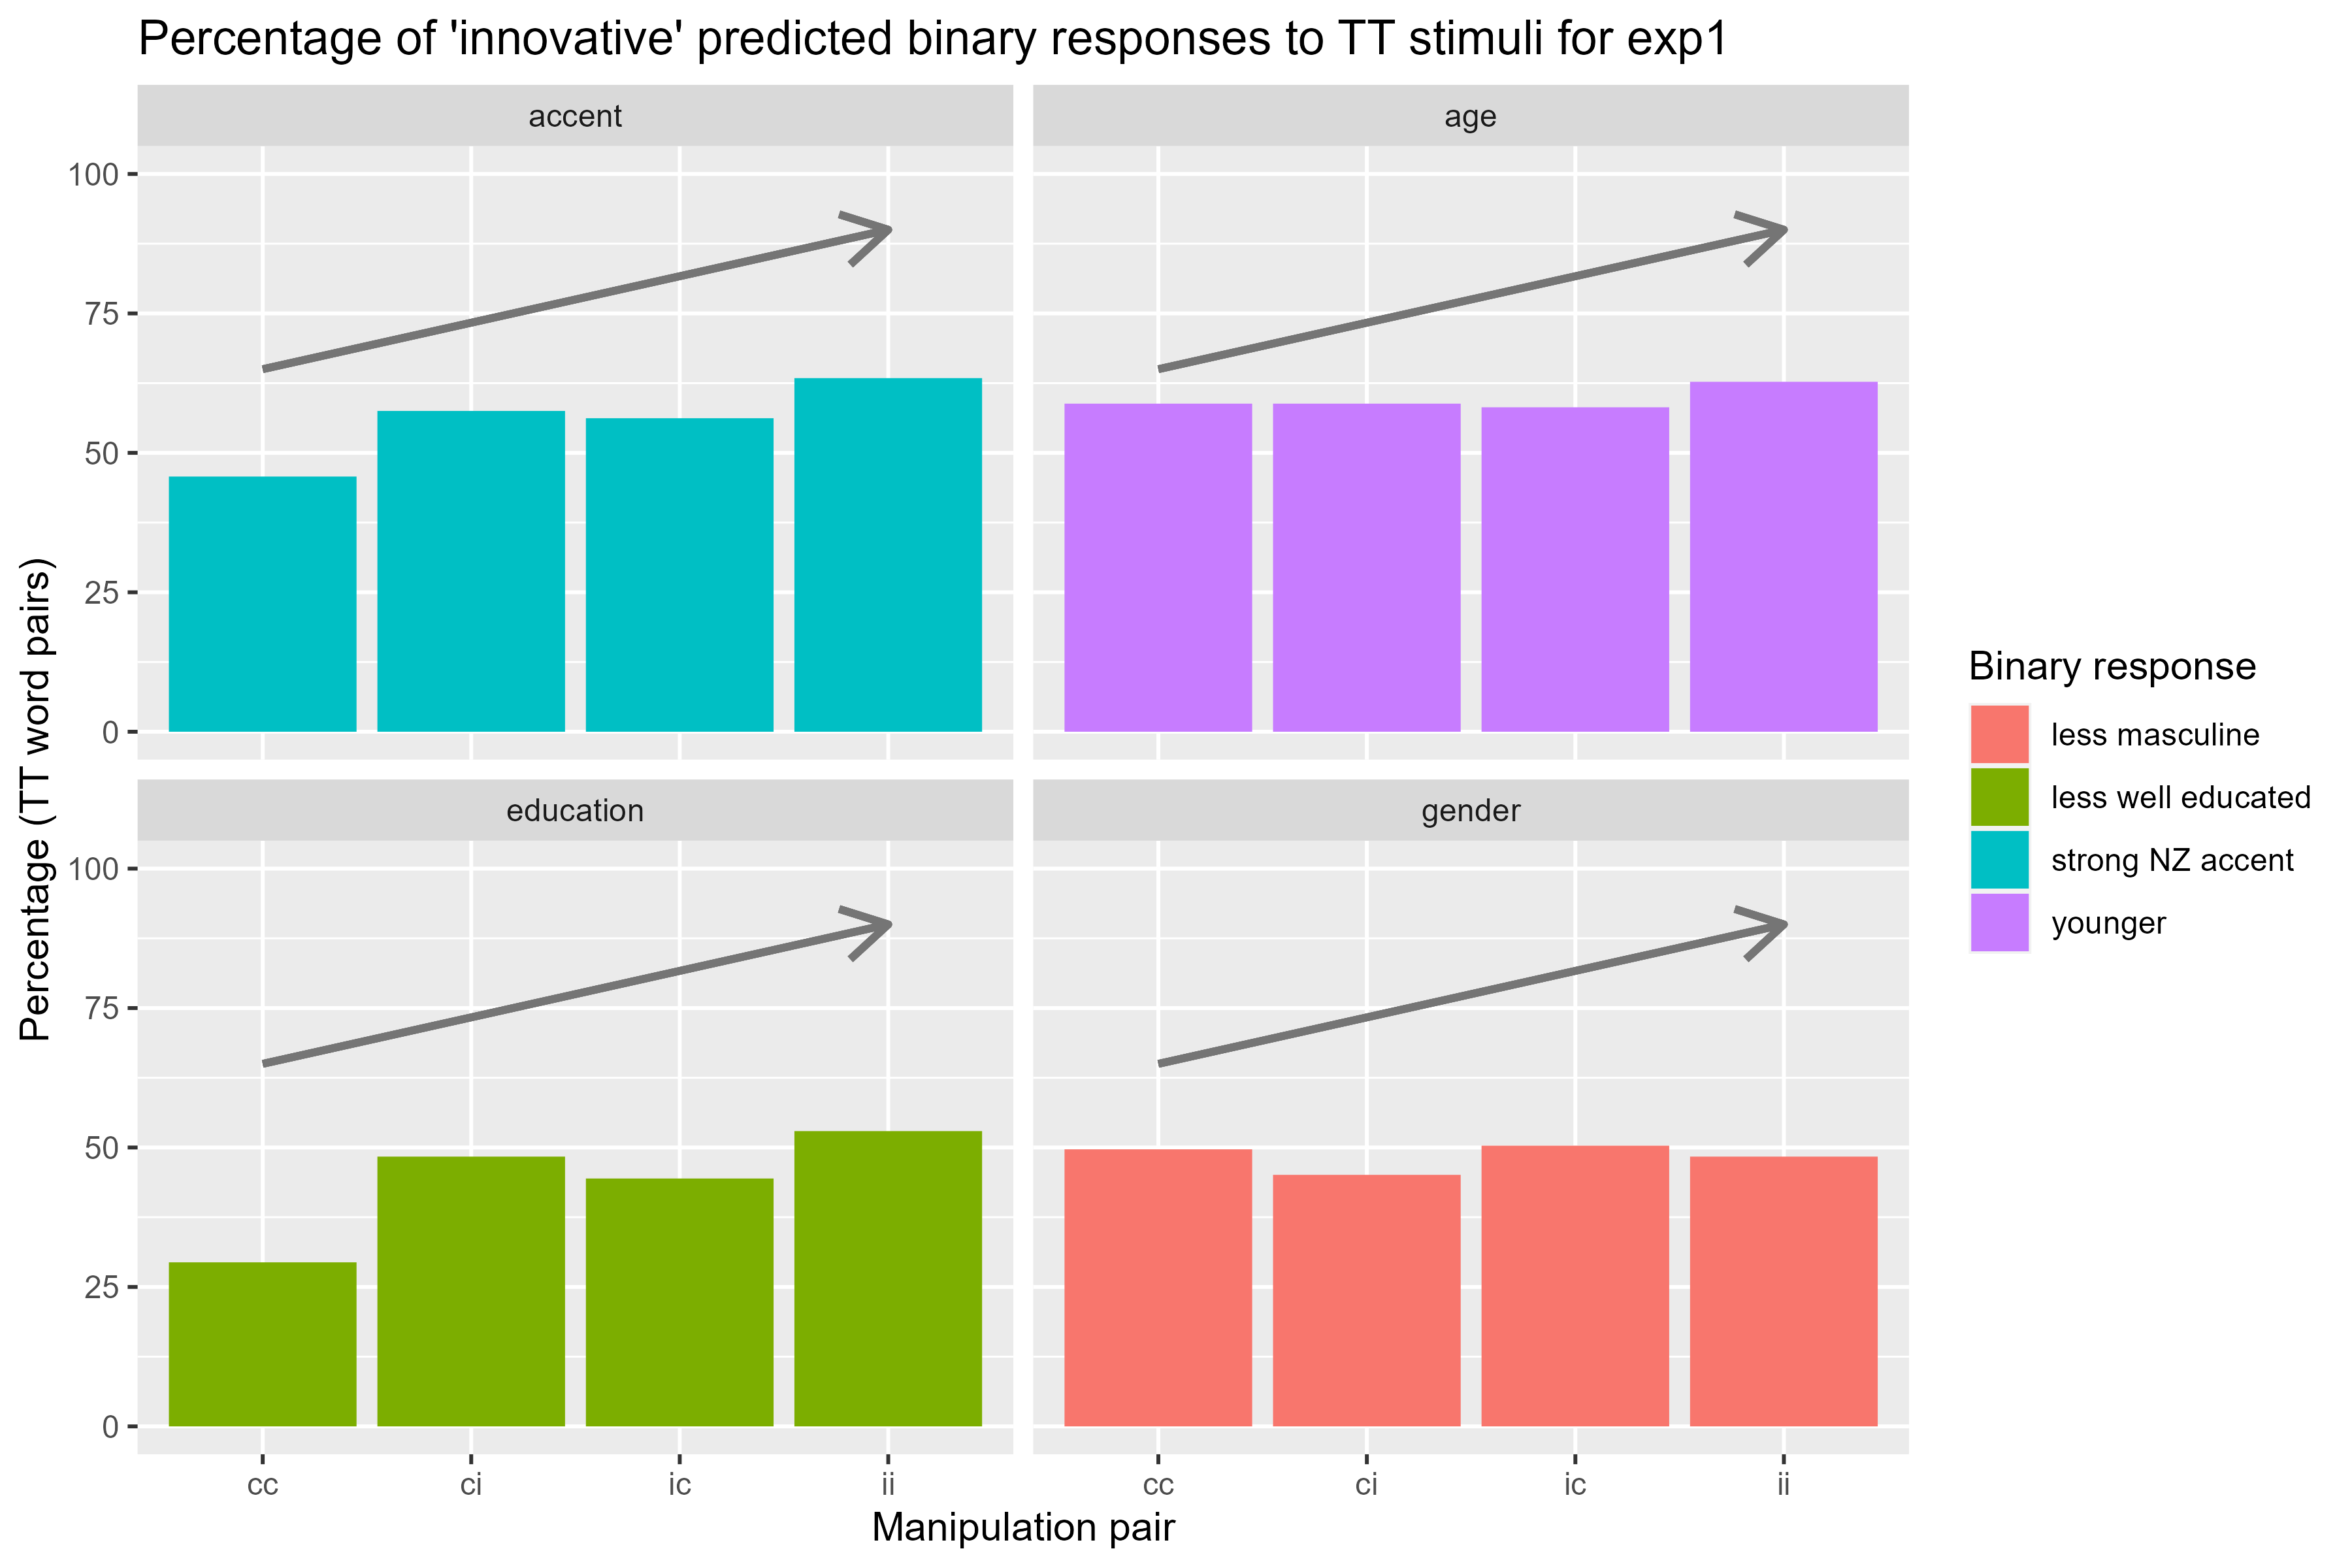 Percentage of 'innovative' predicted binary responses to TT stimuli for exp1
accent
age
100
75
50
25
0
education
gender
100
75
50
25
0
cc
ci
ic
ii
cc
ci
ic
ii
Manipulation pair
Percentage (TT word pairs)
Binary response
less masculine
less well educated
strong NZ accent
younger